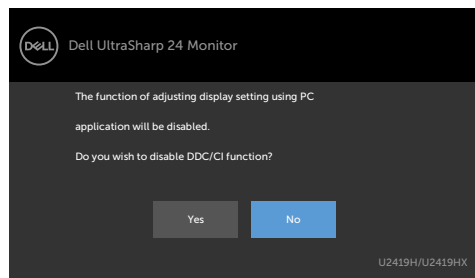 DELL
Dell UltraSharp 24 Monitor
The function of adjusting display setting using PC
application will be disabled.
Do you wish to disable DDC/CI function?
Yes
No
U2419H/U2419HX